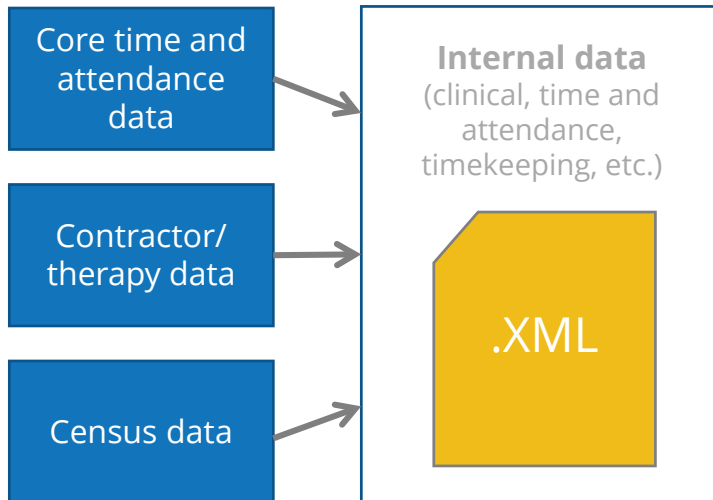 Core time and
attendance
data
Contractor/
therapy data
Census data
Internal data
(clinical, time and
attendance,
timekeeping, etc.)
.XML